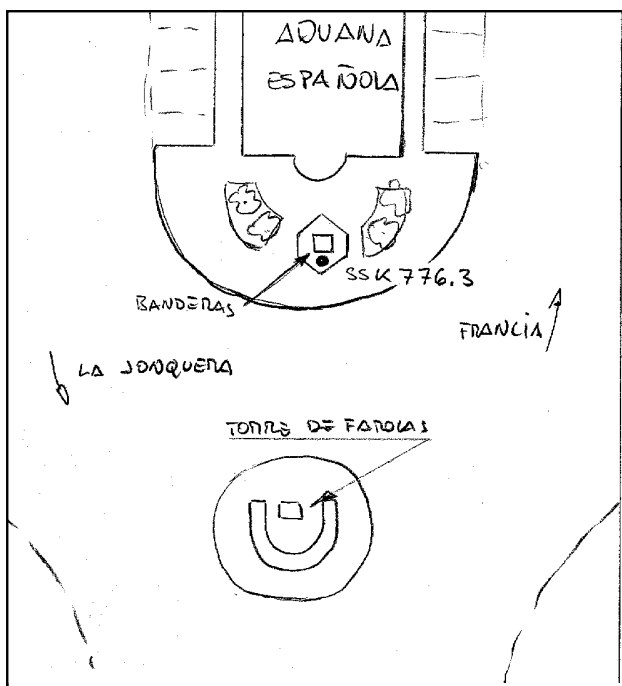 ADUANA
ESPAÑOLA
SSK 776.3
BANDERAS
FRANCIA
LA JONQUERA
TORRE DE FAROLAS